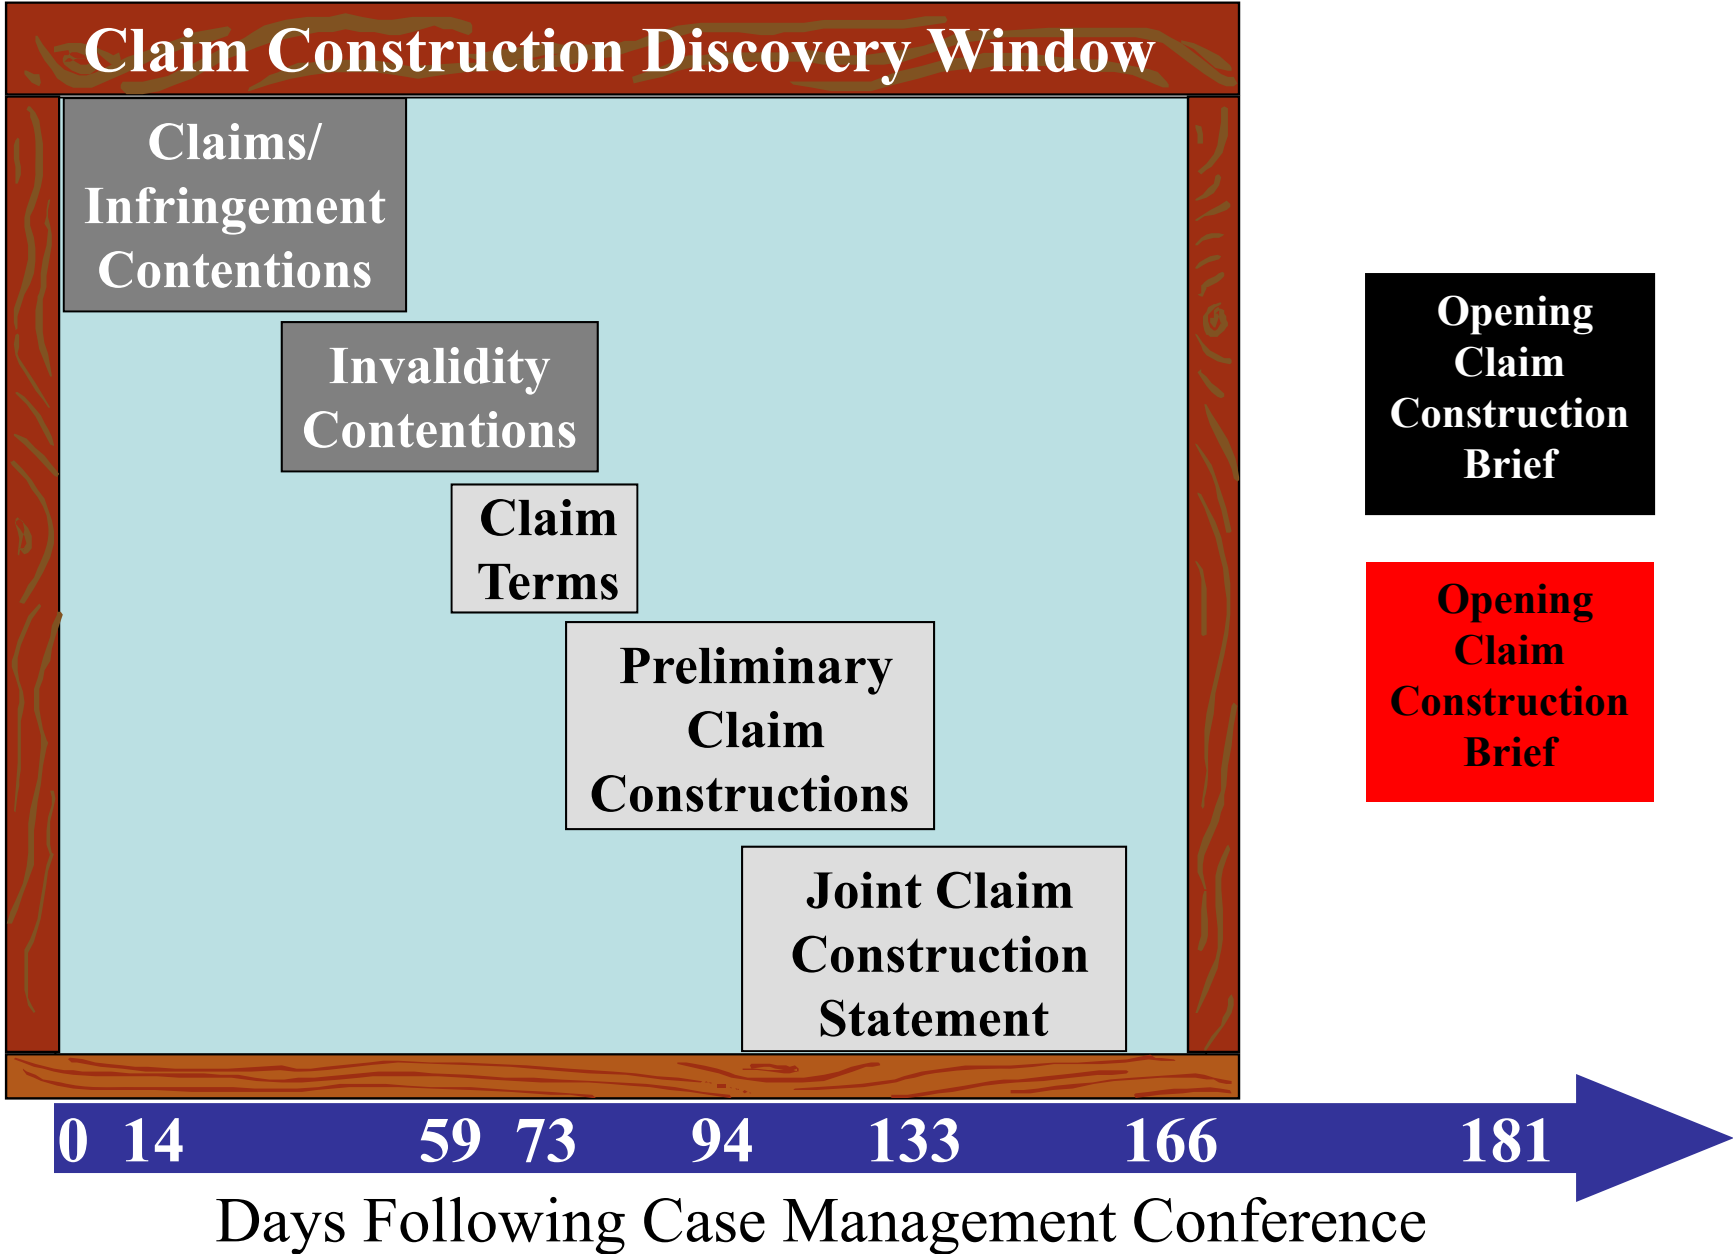 Claim Construction Discovery Window
Claims/
Infringement
Contentions
Invalidity
Contentions
Claim
Terms
Preliminary
Claim
Constructions
Joint Claim
Construction
Statement
Opening
Claim
Construction
Brief
Opening
Claim
Construction
Brief
0 14 59 73 94 133 166 181
Days Following Case Management Conference